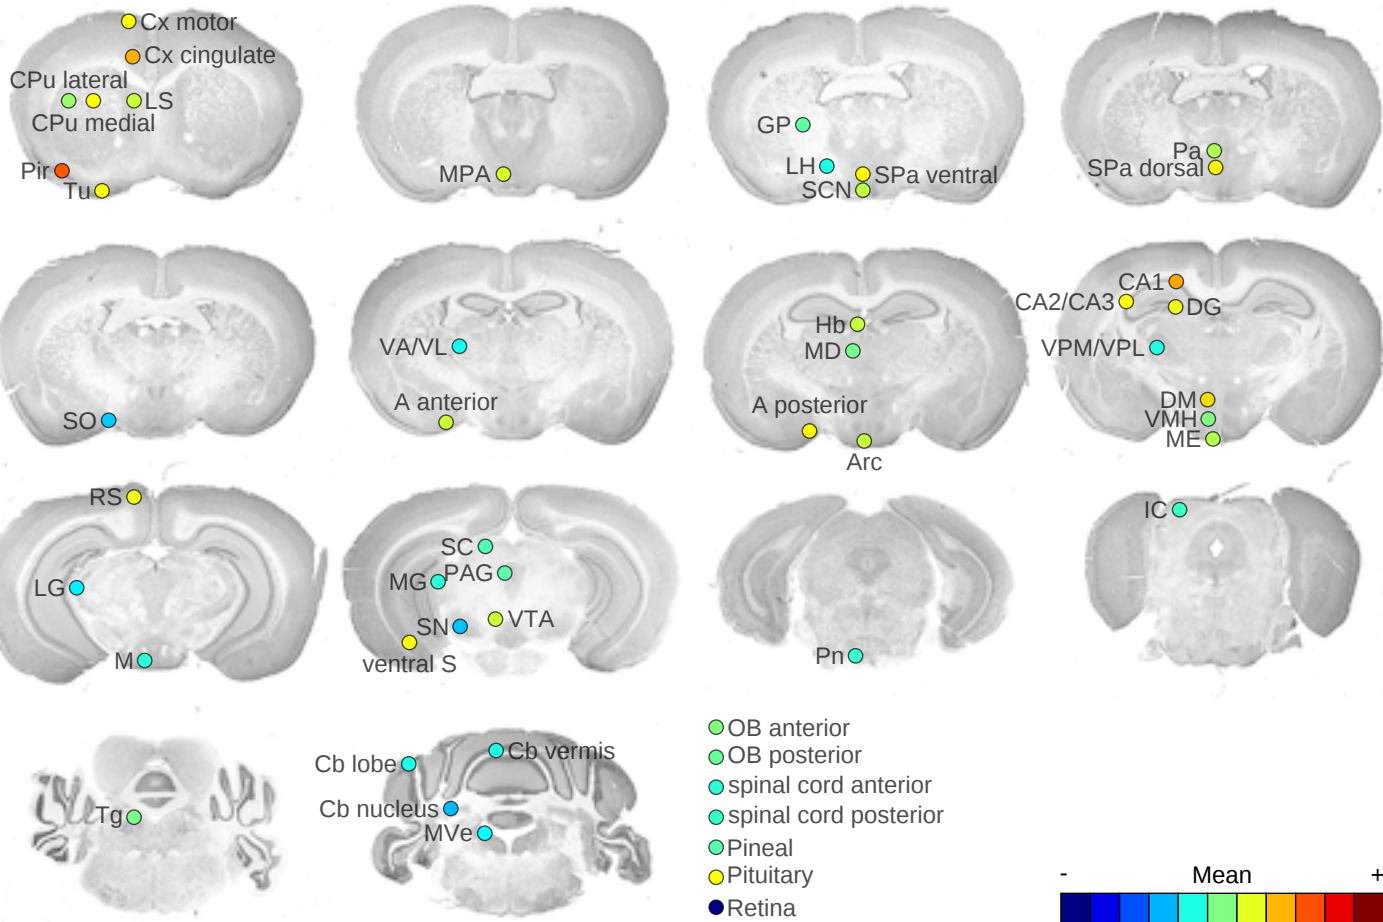 Cx motor
Cx cingulate
CPu lateral
LS
CPu medial
Pir
Tu
MPA
GP
LH
SPa ventral
SCN
Pa
SPa dorsal
SO
VA/VL
A anterior
Hb
MD
A posterior
Arc
CA1
CA2/CA3
DG
VPM/VPL
DM
VMH
ME
RS
LG
M
SC
PAG
MG
SN
VTA
ventral S
Pn
IC
Tg
Cb lobe
Cb vermis
Cb nucleus
MVe
OB anterior
OB posterior
spinal cord anterior
spinal cord posterior
Pineal
Pituitary
Retina
- Mean +